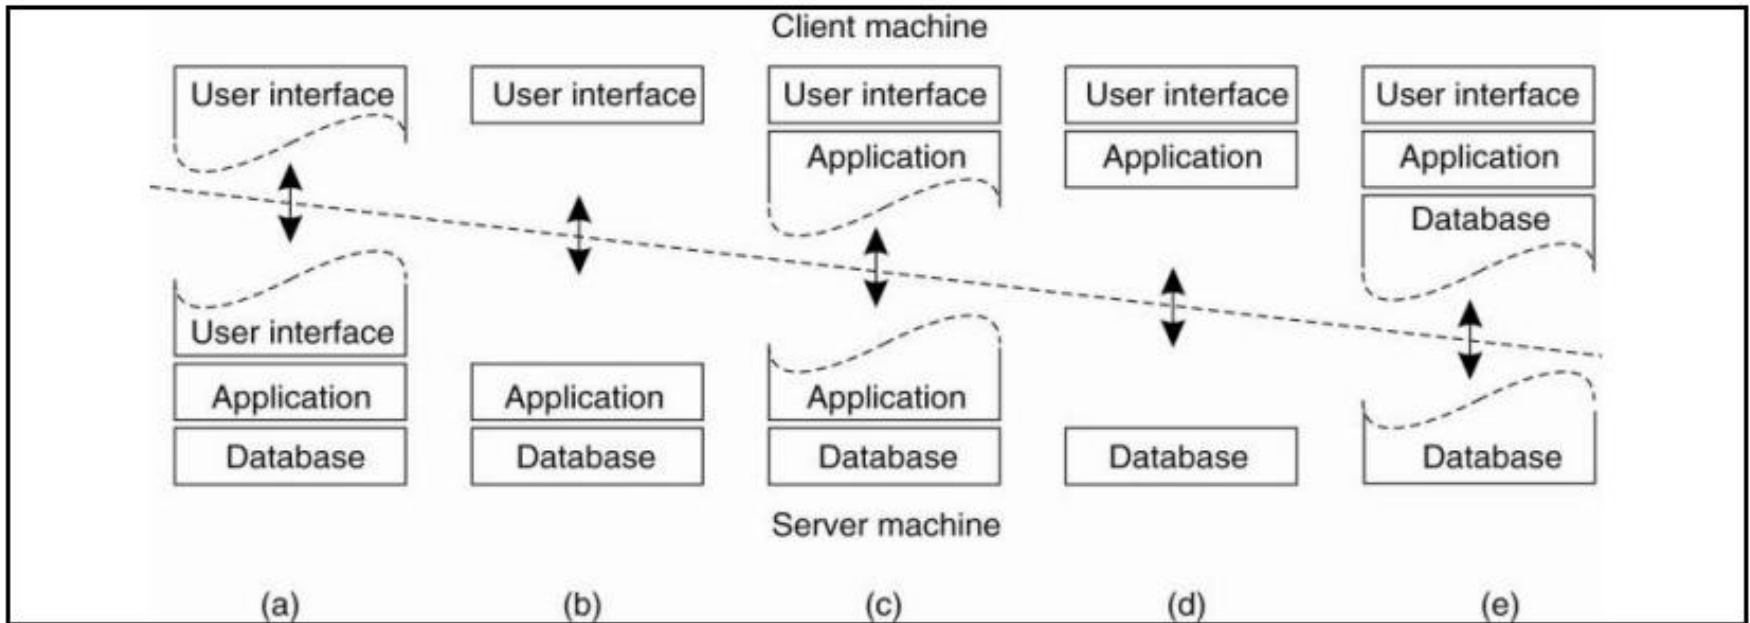 Client machine
User interface User interface User interface User interface User interface
Application Application Application
Database
User interface
Application Application Application
Database Database Database Database Database
Server machine
(a) (b) (c) (d) (e)